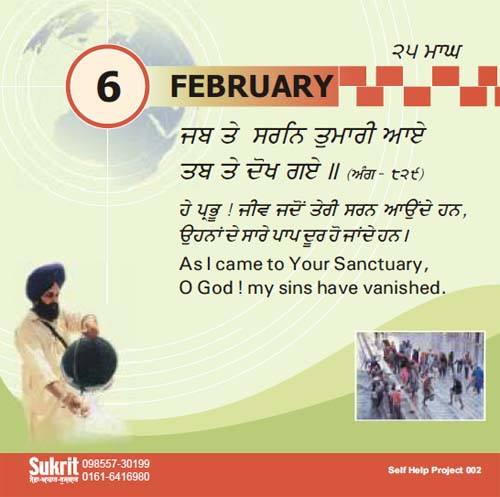 ੨੫ ਮਾਘ
6 FEBRUARY
ਜਬ ਤੇ ਸਰਨਿ ਤੁਮਾਰੀ ਆਏ
ਤਬ ਤੇ ਦੋਖ ਗਏ ॥ (ਅੰਗ - ੮੨੯)
ਹੇ ਪ੍ਰਭੂ ! ਜੀਵ ਜਦੋਂ ਤੇਰੀ ਸਰਨ ਆਉਂਦੇ ਹਨ,
ਉਹਨਾਂ ਦੇ ਸਾਰੇ ਪਾਪ ਦੂਰ ਹੋ ਜਾਂਦੇ ਹਨ।
As I came to Your Sanctuary,
O God ! my sins have vanished.
Sukrit 098557-30199
0161-6416980
Self Help Project 002